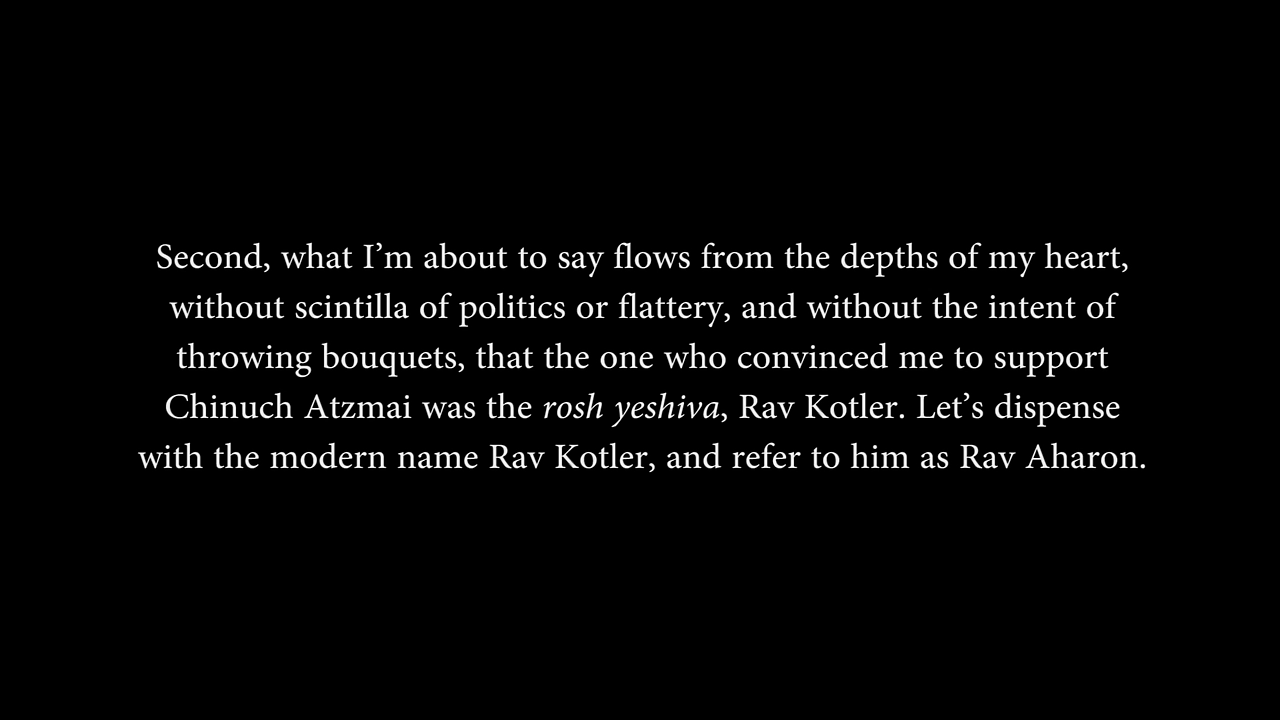 Second, what I’m about to say flows from the depths of my heart,
without scintilla of politics or flattery, and without the intent of
throwing bouquets, that the one who convinced me to support
Chinuch Atzmai was the rosh yeshiva, Rav Kotler. Let’s dispense
with the modern name Rav Kotler, and refer to him as Rav Aharon.